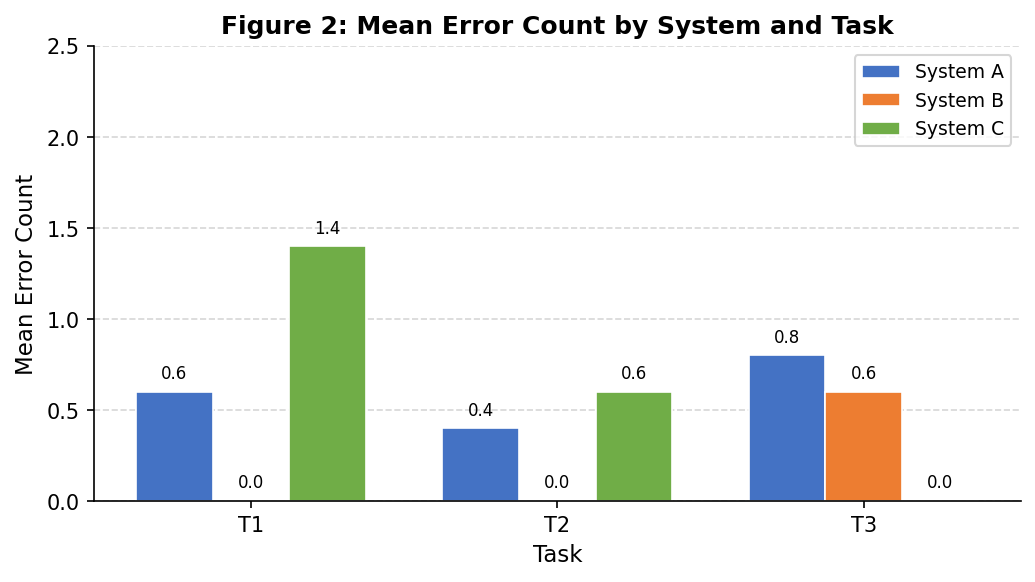 Figure 2: Mean Error Count by System and Task
System A
System B
System C
Mean Error Count
2.5
2.0
1.5
1.0
0.5
0.0
0.6
0.0
1.4
0.4
0.0
0.6
0.8
0.6
0.0
T1
T2
T3
Task